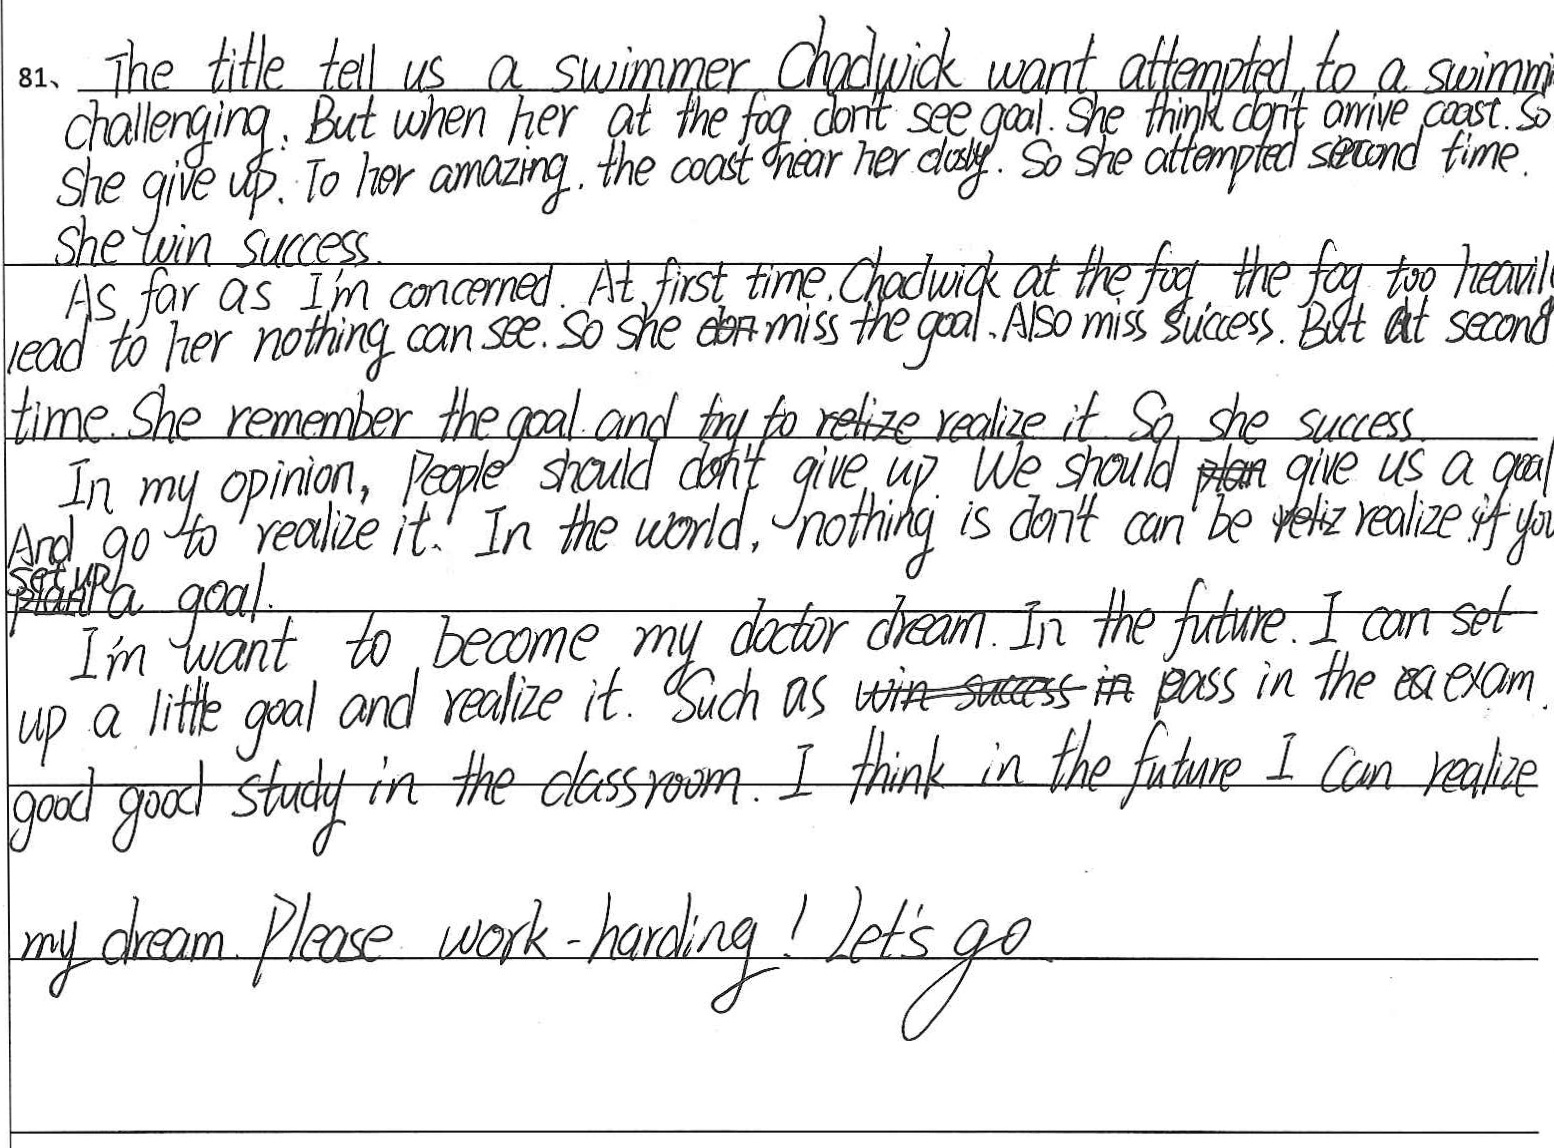 81、 The title tell us a swimmer Chadwick want attempted to a swimmi
challenging. But when her at the fog don't see goal. She think don't arrive coast. So
she give up. To her amazing. the coast near her closly. So she attempted second time.
she win success.
As far as I'm concerned. At first time. Chadwick at the fog the fog too heavil
lead to her nothing can see. So she don miss the goal. Also miss success. But at second
time. She remember the goal. and try to relize realize it. So, she success.
In my opinion, People should don't give up. We should plan give us a goal
And go to realize it. In the world, nothing is don't can be reliz realize if you
set up
plant a goal.
I'm want to become my doctor dream. In the future. I can set
up a little goal and realize it. Such as win success in pass in the ea exam.
good good study in the classroom. I think in the future I can realize
my dream. Please work-harding! Let's go.